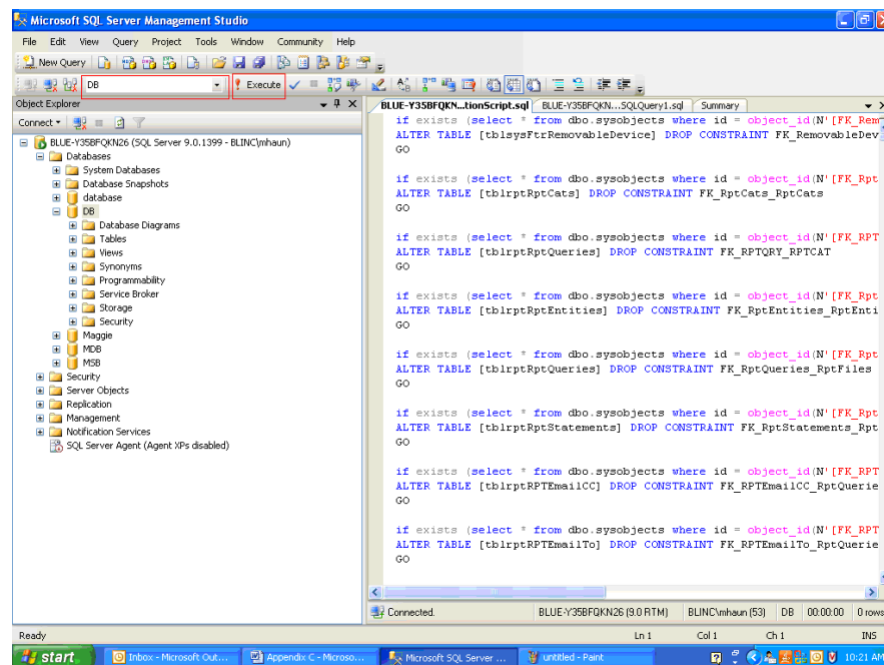 Microsoft SQL Server Management Studio
File Edit View Query Project Tools Window Community Help
New Query
DB Execute
Object Explorer
Connect
BLUE-Y35BFQKN26 (SQL Server 9.0.1399 - BLINC\mhaun)
Databases
System Databases
Database Snapshots
database
DB
Database Diagrams
Tables
Views
Synonyms
Programmability
Service Broker
Storage
Security
Maggie
MDB
MSB
Security
Server Objects
Replication
Management
Notification Services
SQL Server Agent (Agent XPs disabled)
BLUE-Y35BFQKN...tionScript.sql BLUE-Y35BFQKN...SQLQuery1.sql Summary
if exists (select * from dbo.sysobjects where id = object_id(N'[FK_Rem
ALTER TABLE [tblsysFtrRemovableDevice] DROP CONSTRAINT FK_RemovableDev
GO
if exists (select * from dbo.sysobjects where id = object_id(N'[FK_Rpt
ALTER TABLE [tblrptRptCats] DROP CONSTRAINT FK_RptCats_RptCats
GO
if exists (select * from dbo.sysobjects where id = object_id(N'[FK_RPT
ALTER TABLE [tblrptRptQueries] DROP CONSTRAINT FK_RPTQRY_RPTCAT
GO
if exists (select * from dbo.sysobjects where id = object_id(N'[FK_Rpt
ALTER TABLE [tblrptRptEntities] DROP CONSTRAINT FK_RptEntities_RptEnti
GO
if exists (select * from dbo.sysobjects where id = object_id(N'[FK_Rpt
ALTER TABLE [tblrptRptQueries] DROP CONSTRAINT FK_RptQueries_RptFiles
GO
if exists (select * from dbo.sysobjects where id = object_id(N'[FK_Rpt
ALTER TABLE [tblrptRptStatements] DROP CONSTRAINT FK_RptStatements_Rpt
GO
if exists (select * from dbo.sysobjects where id = object_id(N'[FK_RPT
ALTER TABLE [tblrptRPTEmailCC] DROP CONSTRAINT FK_RPTEmailCC_RptQuerie
GO
if exists (select * from dbo.sysobjects where id = object_id(N'[FK_RPT
ALTER TABLE [tblrptRPTEmailTo] DROP CONSTRAINT FK_RPTEmailTo_RptQuerie
GO
Connected. BLUE-Y35BFQKN26 (9.0 RTM) BLINC\mhaun (53) DB 00:00:00 0 rows
Ready Ln 1 Col 1 Ch 1 INS
start Inbox - Microsoft Out... Appendix C - Microso... Microsoft SQL Server ... untitled - Paint 10:21 AM